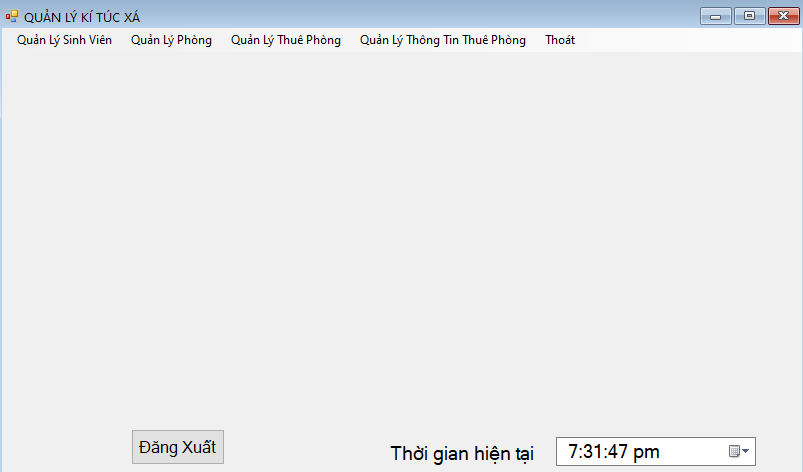 QUẢN LÝ KÍ TÚC XÁ
Quản Lý Sinh Viên Quản Lý Phòng Quản Lý Thuê Phòng Quản Lý Thông Tin Thuê Phòng Thoát
Đăng Xuất
Thời gian hiện tại 7:31:47 pm